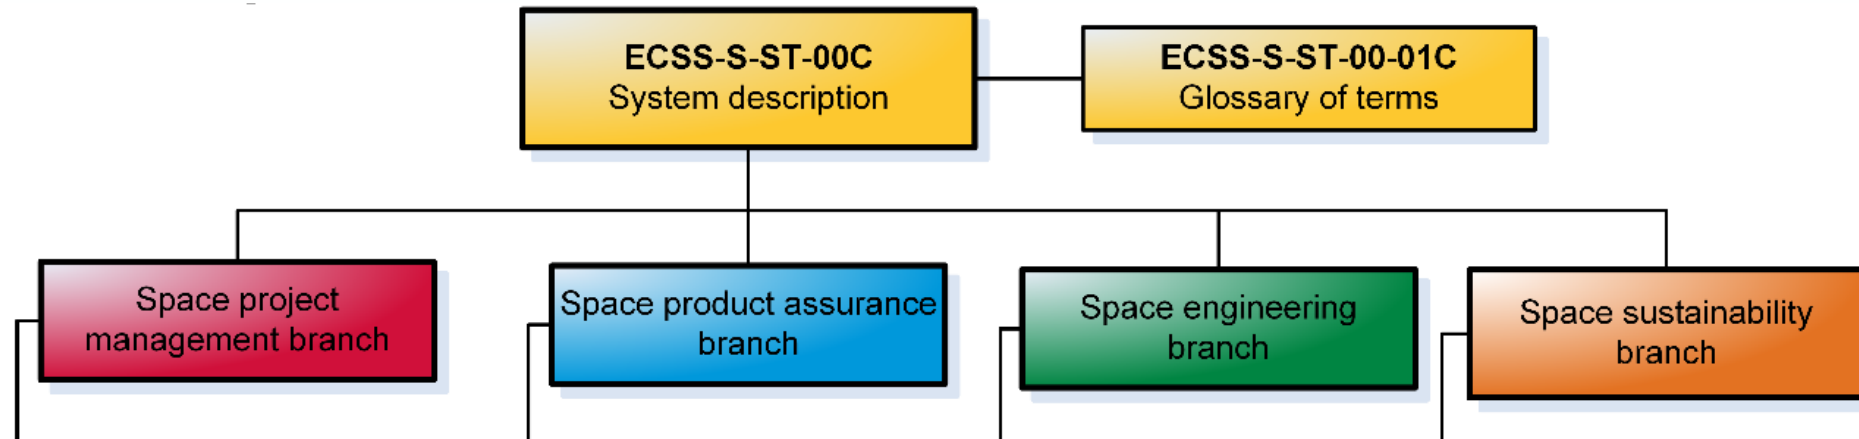 ECSS-S-ST-00C
System description
ECSS-S-ST-00-01C
Glossary of terms
Space project
management branch
Space product assurance
branch
Space engineering
branch
Space sustainability
branch